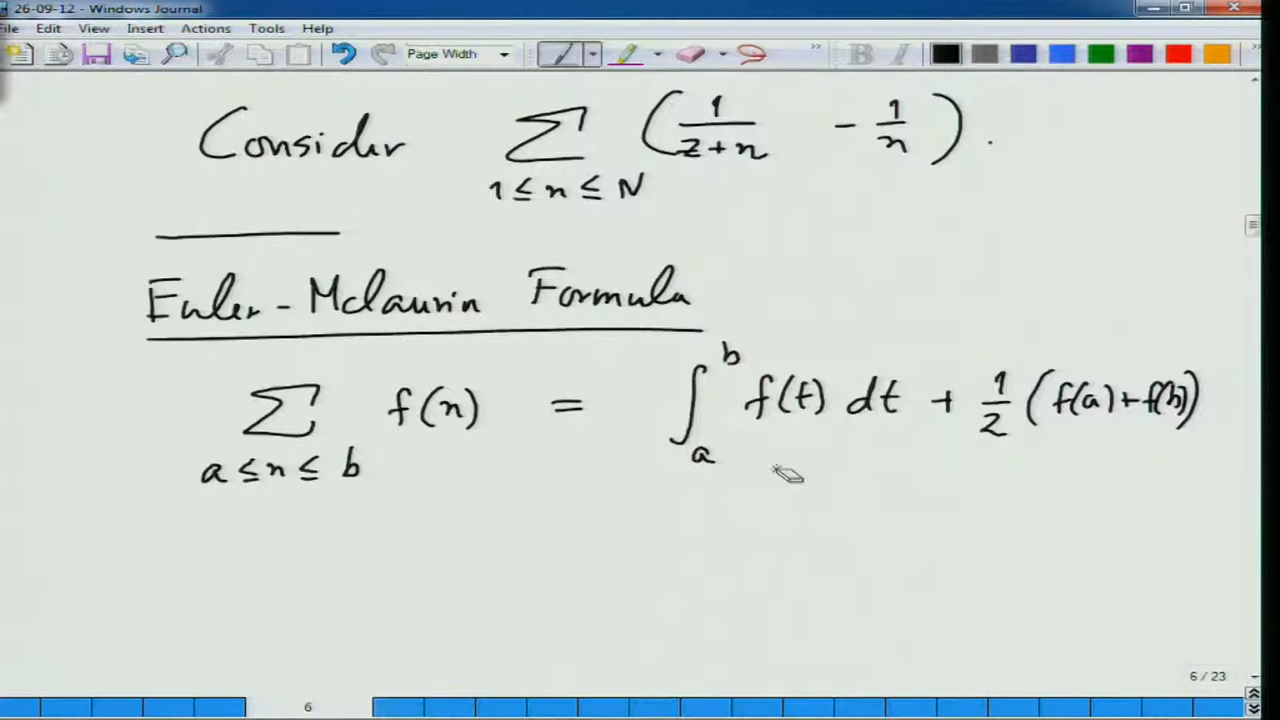 26-09-12 - Windows Journal
File Edit View Insert Actions Tools Help
Page Width
B I
Consider ∑ (1/(z+n) - 1/n).
1 ≤ n ≤ N
Euler-Mclaurin Formula
∑ f(n) = ∫_a^b f(t) dt + 1/2 (f(a)+f(b))
a ≤ n ≤ b
6 / 23
6